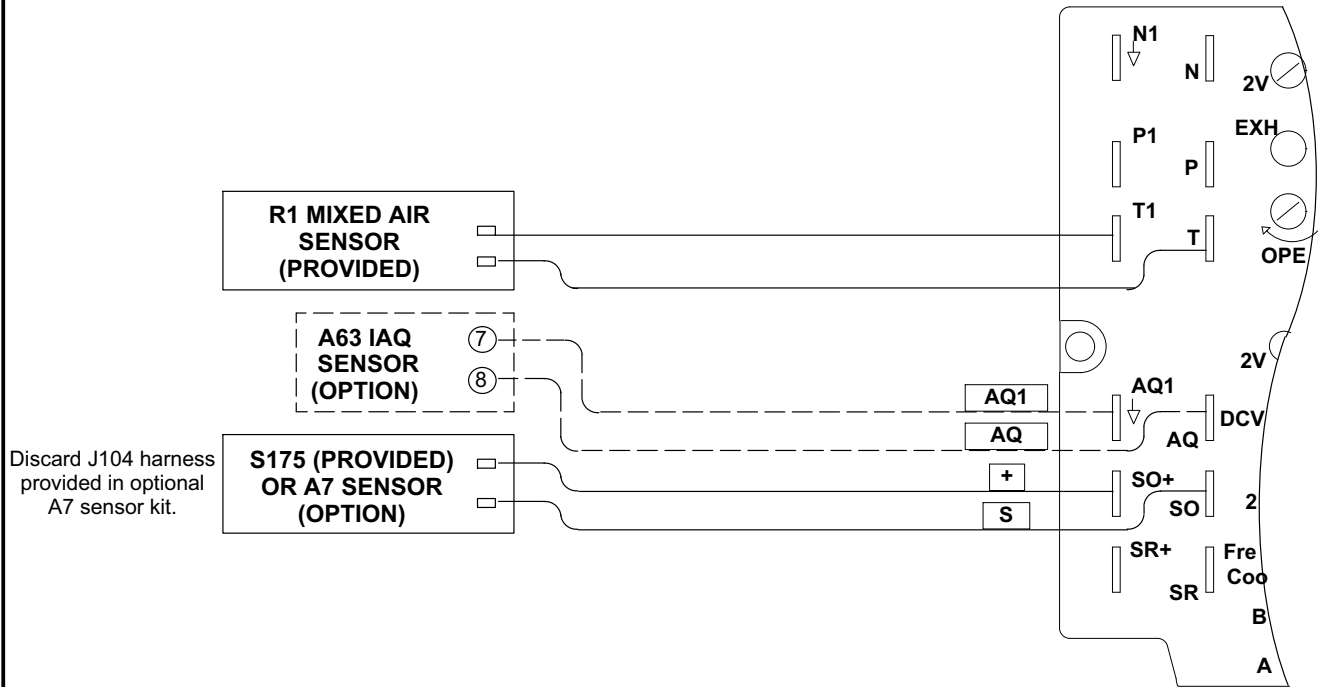 R1 MIXED AIR
SENSOR
(PROVIDED)
A63 IAQ
SENSOR
(OPTION)
7
8
Discard J104 harness
provided in optional
A7 sensor kit.
S175 (PROVIDED)
OR A7 SENSOR
(OPTION)
AQ1
AQ
+
S
N1
N
2V
P1
EXH
P
T1
T
OPE
2V
AQ1
DCV
AQ
SO+
SO
2
SR+
Fre
Coo
SR
B
A